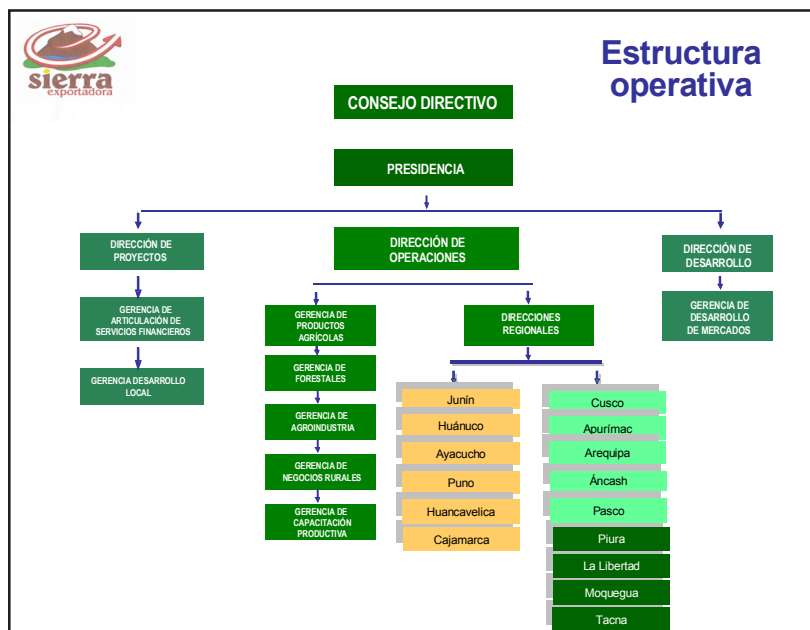 sierra
exportadora
Estructura
operativa
CONSEJO DIRECTIVO
PRESIDENCIA
DIRECCIÓN DE
PROYECTOS
DIRECCIÓN DE
OPERACIONES
DIRECCIÓN DE
DESARROLLO
GERENCIA DE
ARTICULACIÓN DE
SERVICIOS FINANCIEROS
GERENCIA DESARROLLO
LOCAL
GERENCIA DE
PRODUCTOS
AGRÍCOLAS
GERENCIA DE
FORESTALES
GERENCIA DE
AGROINDUSTRIA
GERENCIA DE
NEGOCIOS RURALES
GERENCIA DE
CAPACITACIÓN
PRODUCTIVA
DIRECCIONES
REGIONALES
GERENCIA DE
DESARROLLO
DE MERCADOS
Junín
Huánuco
Ayacucho
Puno
Huancavelica
Cajamarca
Cusco
Apurímac
Arequipa
Áncash
Pasco
Piura
La Libertad
Moquegua
Tacna